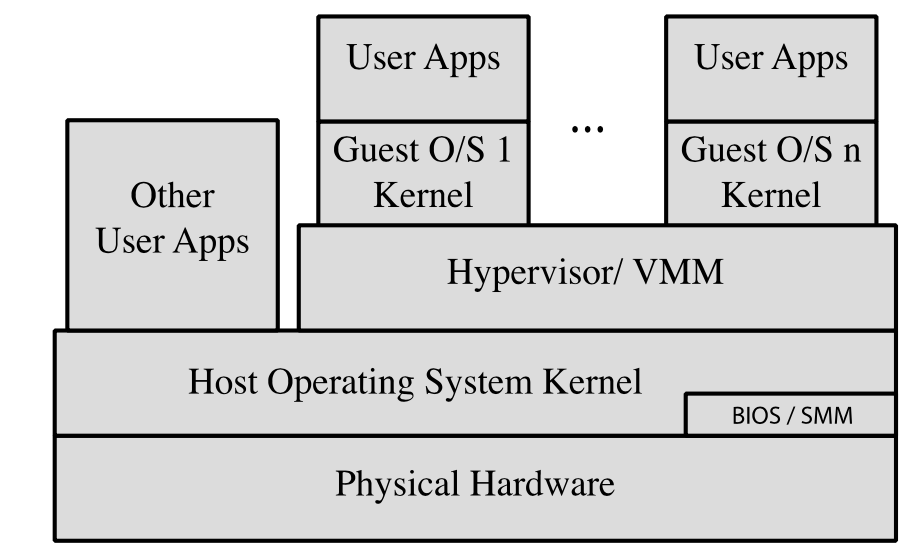 User Apps
User Apps
...
Guest O/S 1
Kernel
Guest O/S n
Kernel
Other
User Apps
Hypervisor/ VMM
Host Operating System Kernel
BIOS / SMM
Physical Hardware